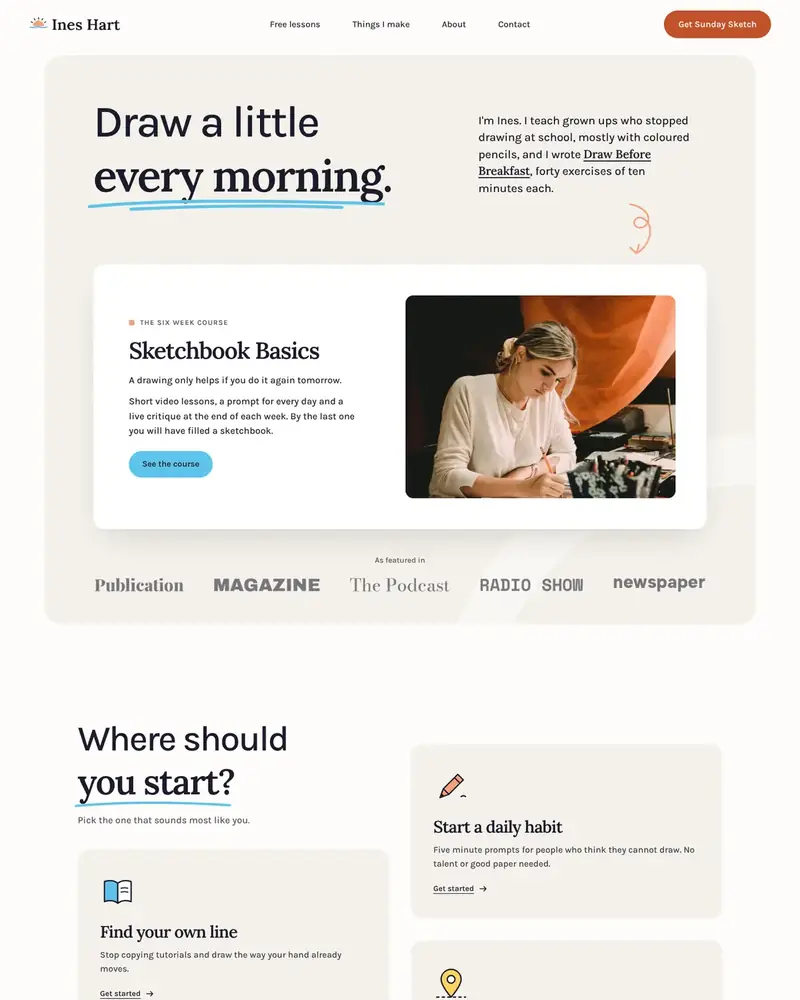 Ines Hart
Free lessons
Things I make
About
Contact
Get Sunday Sketch
Draw a little
every morning.
I'm Ines. I teach grown ups who stopped
drawing at school, mostly with coloured
pencils, and I wrote Draw Before
Breakfast, forty exercises of ten
minutes each.
THE SIX WEEK COURSE
Sketchbook Basics
A drawing only helps if you do it again tomorrow.
Short video lessons, a prompt for every day and a
live critique at the end of each week. By the last one
you will have filled a sketchbook.
See the course
As featured in
Publication
MAGAZINE
The Podcast
RADIO SHOW
newspaper
Where should
you start?
Pick the one that sounds most like you.
Find your own line
Stop copying tutorials and draw the way your hand already
moves.
Get started
Start a daily habit
Five minute prompts for people who think they cannot draw. No
talent or good paper needed.
Get started